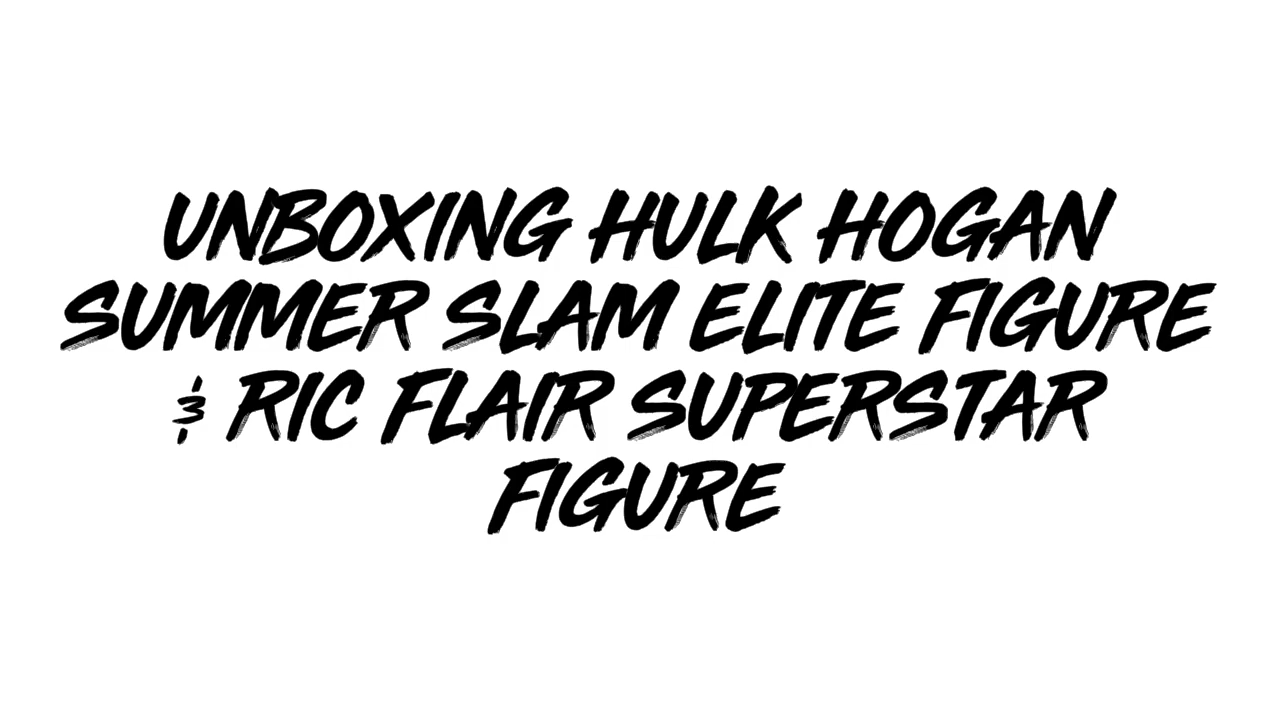 UNBOXING HULK HOGAN
SUMMER SLAM ELITE FIGURE
& RIC FLAIR SUPERSTAR
FIGURE